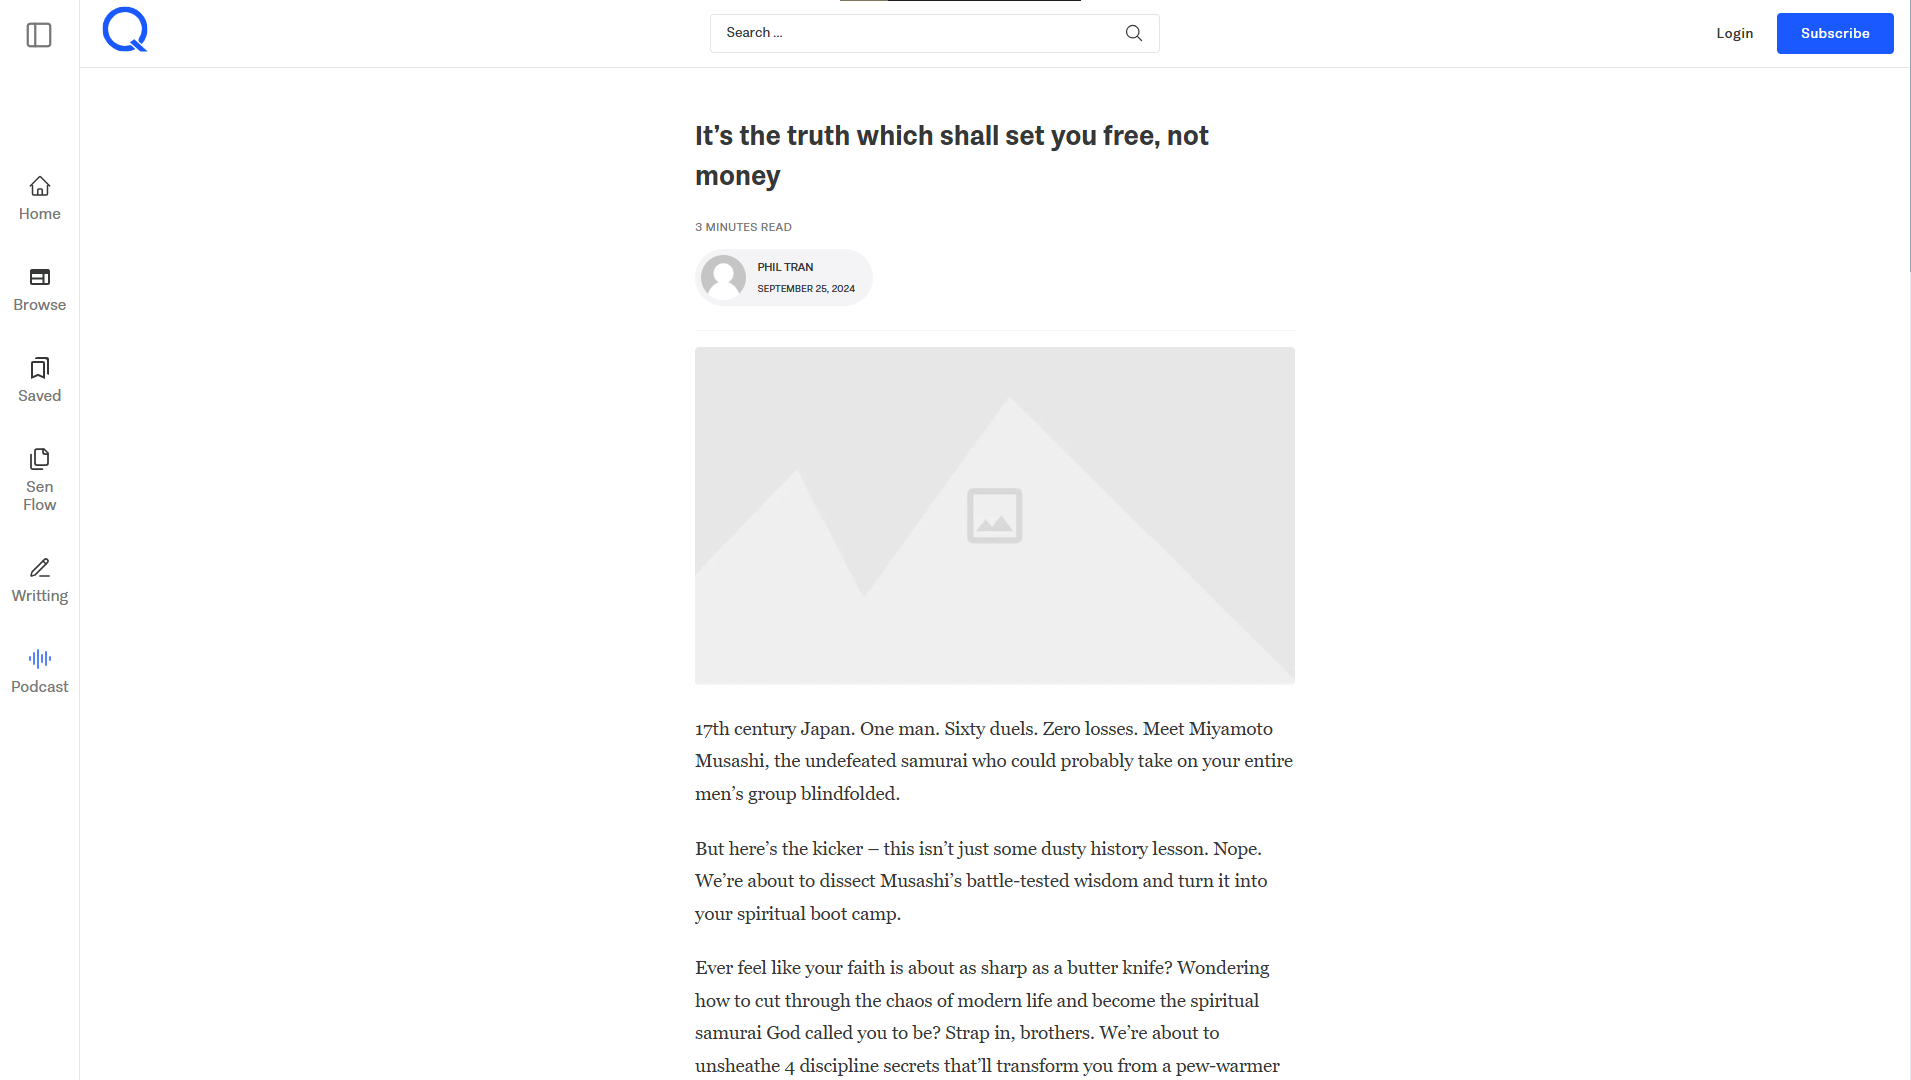 Search ...
Login
Subscribe
Home
Browse
Saved
Sen
Flow
Writting
Podcast
It’s the truth which shall set you free, not
money
3 MINUTES READ
PHIL TRAN
SEPTEMBER 25, 2024
17th century Japan. One man. Sixty duels. Zero losses. Meet Miyamoto
Musashi, the undefeated samurai who could probably take on your entire
men’s group blindfolded.
But here’s the kicker – this isn’t just some dusty history lesson. Nope.
We’re about to dissect Musashi’s battle-tested wisdom and turn it into
your spiritual boot camp.
Ever feel like your faith is about as sharp as a butter knife? Wondering
how to cut through the chaos of modern life and become the spiritual
samurai God called you to be? Strap in, brothers. We’re about to
unsheathe 4 discipline secrets that’ll transform you from a pew-warmer